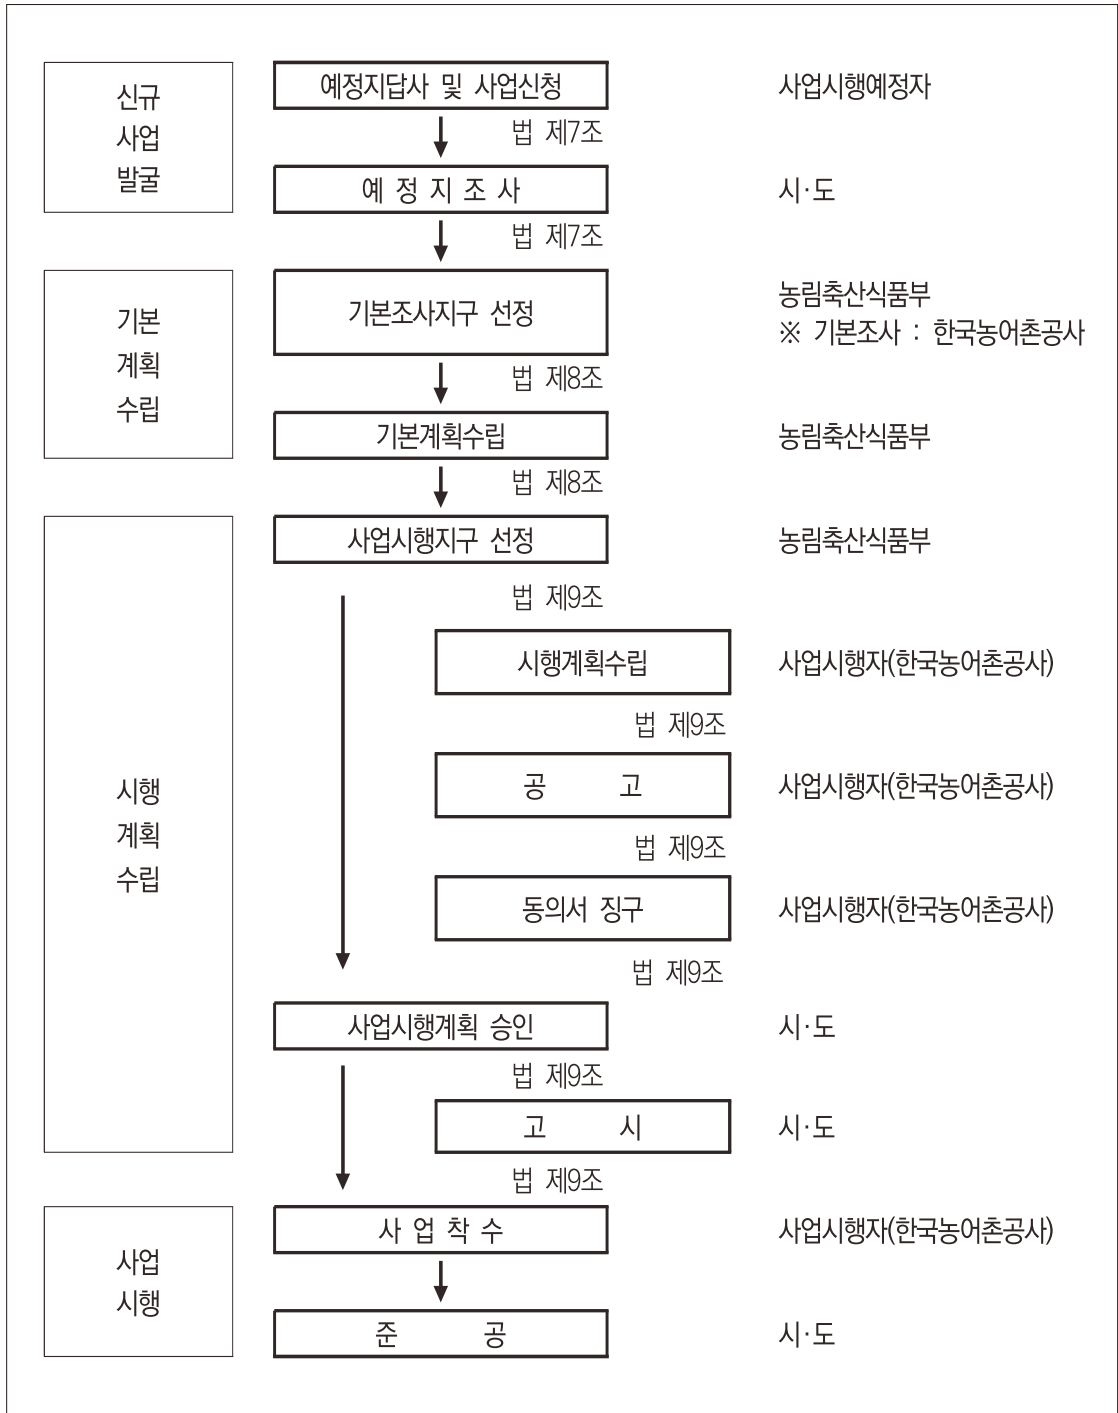 신규
사업
발굴
예정지답사 및 사업신청 사업시행예정자
법 제7조
예 정 지 조 사 시·도
법 제7조
기본
계획
수립
기본조사지구 선정 농림축산식품부
※ 기본조사 : 한국농어촌공사
법 제8조
기본계획수립 농림축산식품부
법 제8조
시행
계획
수립
사업시행지구 선정 농림축산식품부
법 제9조
시행계획수립 사업시행자(한국농어촌공사)
법 제9조
공 고 사업시행자(한국농어촌공사)
법 제9조
동의서 징구 사업시행자(한국농어촌공사)
법 제9조
사업시행계획 승인 시·도
법 제9조
고 시 시·도
법 제9조
사업
시행
사 업 착 수 사업시행자(한국농어촌공사)
준 공 시·도